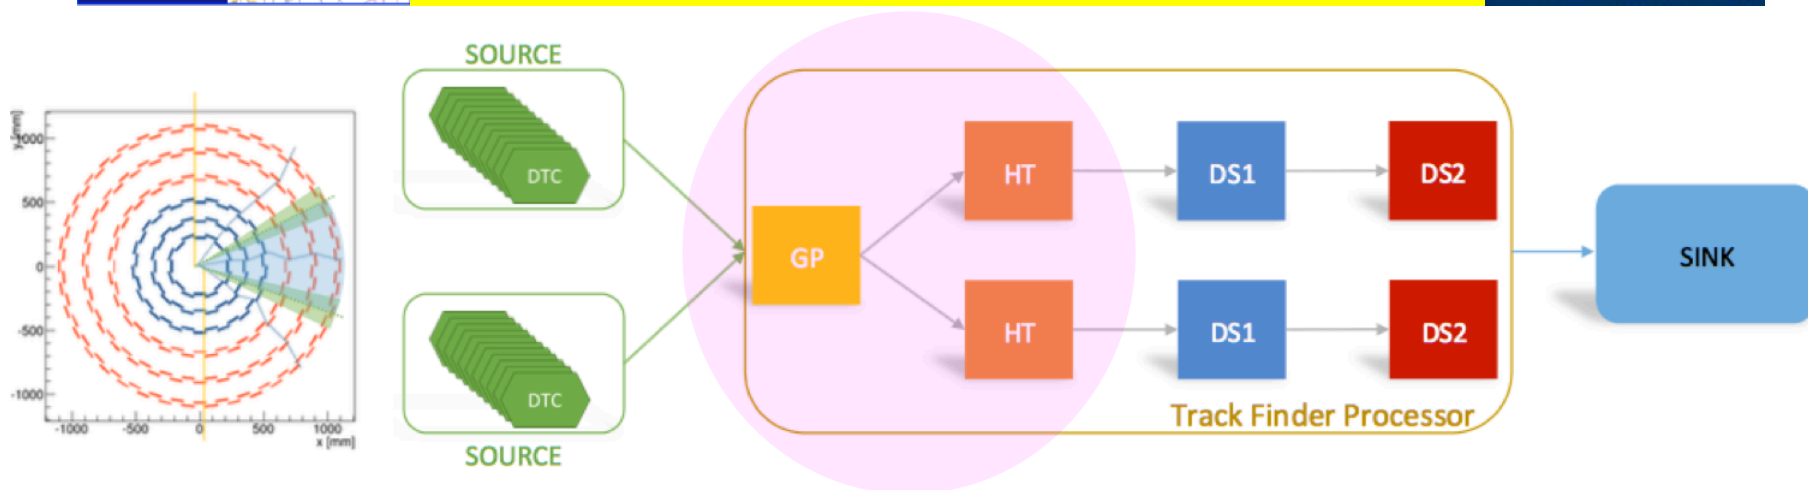 SOURCE
DTC
y [mm]
1000
500
0
-500
-1000
-1000 -500 0 500 1000
x [mm]
GP
HT
DS1
DS2
SINK
HT
DS1
DS2
DTC
Track Finder Processor
SOURCE